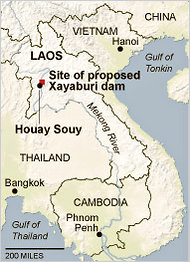 CHINA
VIETNAM
Hanoi
LAOS
Gulf of
Tonkin
Site of proposed
Xayaburi dam
Houay Souy
Mekong River
THAILAND
Bangkok
CAMBODIA
Phnom
Penh
Gulf of
Thailand
200 MILES